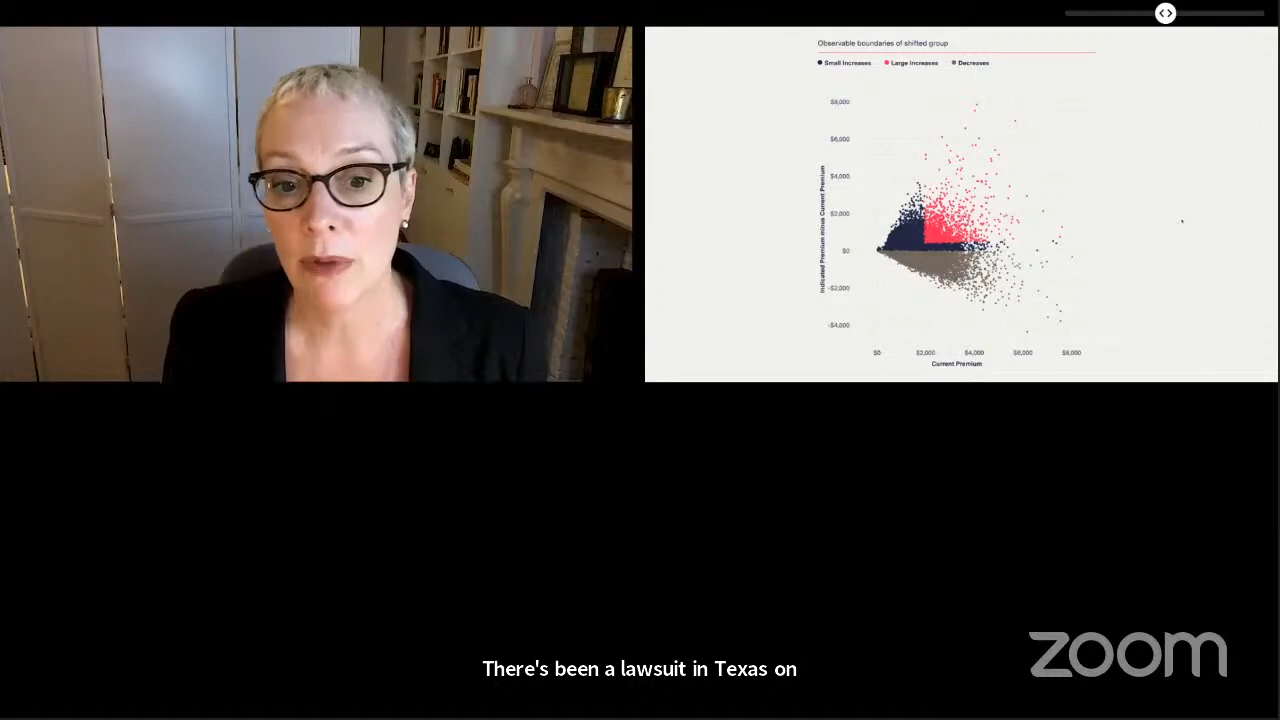 Observable boundaries of shifted group
Small Increases Large Increases Decreases
$8,000
$6,000
$4,000
$2,000
$0
-$2,000
-$4,000
Indicated Premium minus Current Premium
$0 $2,000 $4,000 $6,000 $8,000
Current Premium
There's been a lawsuit in Texas on
zoom